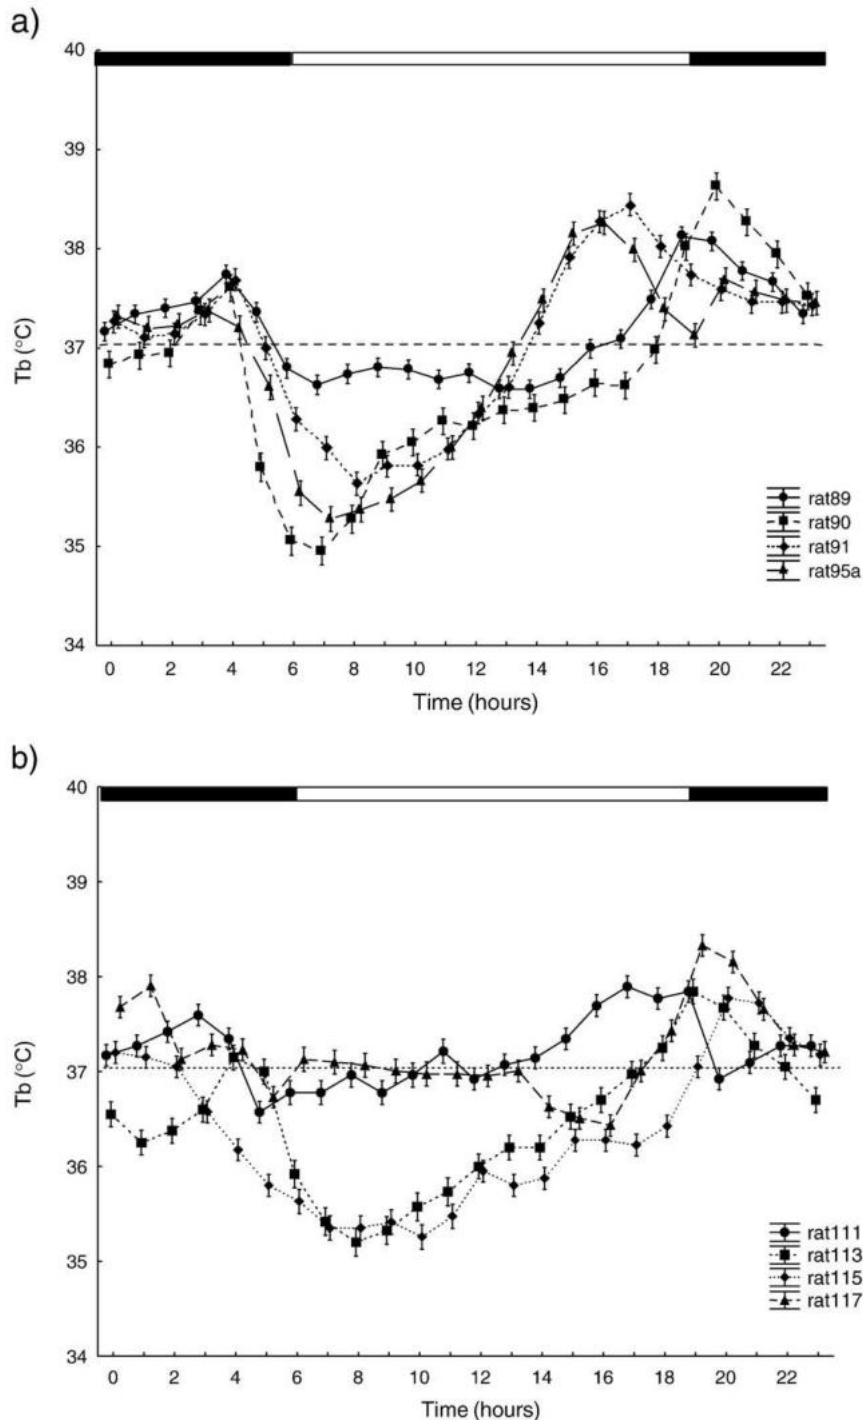 a)
40
39
38
37
36
35
34
Tb (°C)
0 2 4 6 8 10 12 14 16 18 20 22
Time (hours)
rat89
rat90
rat91
rat95a
b)
40
39
38
37
36
35
34
Tb (°C)
0 2 4 6 8 10 12 14 16 18 20 22
Time (hours)
rat111
rat113
rat115
rat117